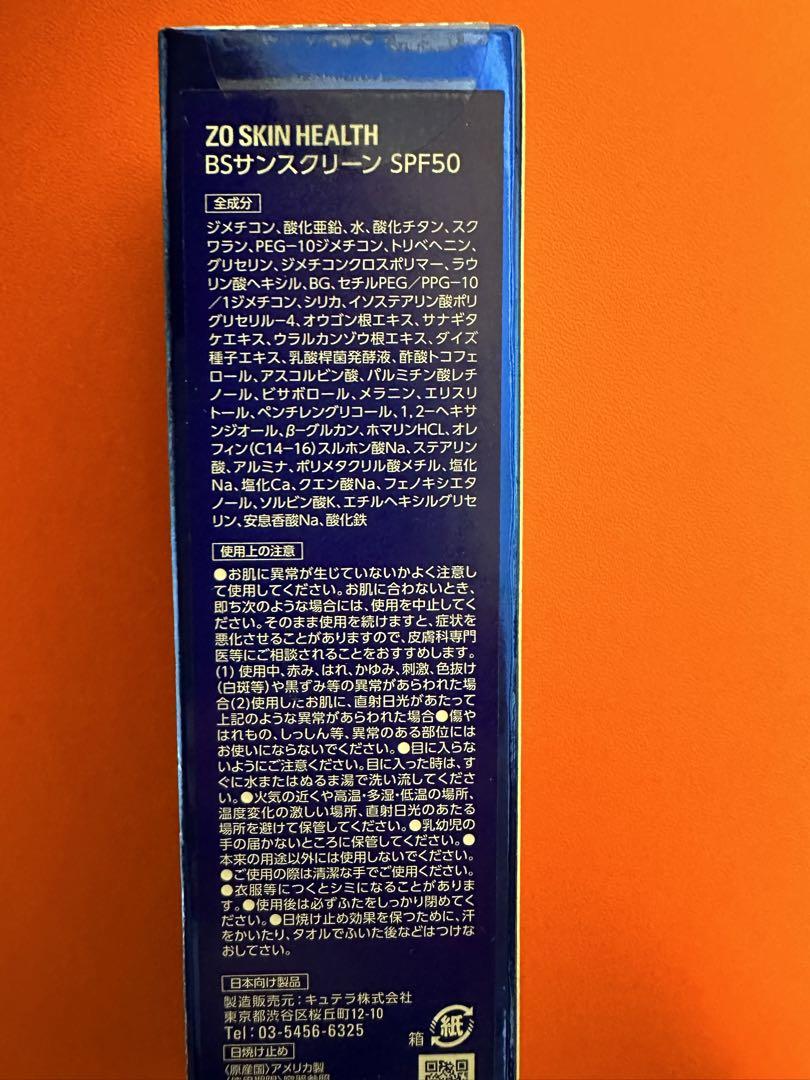 ZO SKIN HEALTH
BSサンスクリーン SPF50
全成分
ジメチコン、酸化亜鉛、水、酸化チタン、スク
ワラン、PEG−10ジメチコン、トリベヘニン、
グリセリン、ジメチコンクロスポリマー、ラウ
リン酸ヘキシル、BG、セチルPEG／PPG−10
／1ジメチコン、シリカ、イソステアリン酸ポリ
グリセリル−4、オウゴン根エキス、サナギタ
ケエキス、ウラルカンゾウ根エキス、ダイズ
種子エキス、乳酸桿菌発酵液、酢酸トコフェ
ロール、アスコルビン酸、パルミチン酸レチ
ノール、ビサボロール、メラニン、エリスリ
トール、ペンチレングリコール、1,2−ヘキサ
ンジオール、β−グルカン、ホマリンHCL、オレ
フィン(C14−16)スルホン酸Na、ステアリン
酸、アルミナ、ポリメタクリル酸メチル、塩化
Na、塩化Ca、クエン酸Na、フェノキシエタ
ノール、ソルビン酸K、エチルヘキシルグリセ
リン、安息香酸Na、酸化鉄
使用上の注意
●お肌に異常が生じていないかよく注意し
て使用してください。お肌に合わないとき、
即ち次のような場合には、使用を中止してく
ださい。そのまま使用を続けますと、症状を
悪化させることがありますので、皮膚科専門
医等にご相談されることをおすすめします。
(1) 使用中、赤み、はれ、かゆみ、刺激、色抜け
(白斑等)や黒ずみ等の異常があらわれた場
合(2)使用したお肌に、直射日光があたって
上記のような異常があらわれた場合●傷や
はれもの、しっしん等、異常のある部位には
お使いにならないでください。●目に入らな
いようにご注意ください。目に入った時は、す
ぐに水またはぬるま湯で洗い流してくださ
い。●火気の近くや高温・多湿・低温の場所、
温度変化の激しい場所、直射日光のあたる
場所を避けて保管してください。●乳幼児の
手の届かないところに保管してください。●
本来の用途以外には使用しないでください。
●ご使用の際は清潔な手でご使用ください。
●衣服等につくとシミになることがありま
す。●使用後は必ずふたをしっかり閉めてく
ださい。●日焼け止め効果を保つために、汗
をかいたり、タオルでふいた後などはつけな
おしてさい。
日本向け製品
製造販売元：キュテラ株式会社
東京都渋谷区桜丘町12-10
Tel：03-5456-6325
箱 紙
日焼け止め
〈原産国〉アメリカ製